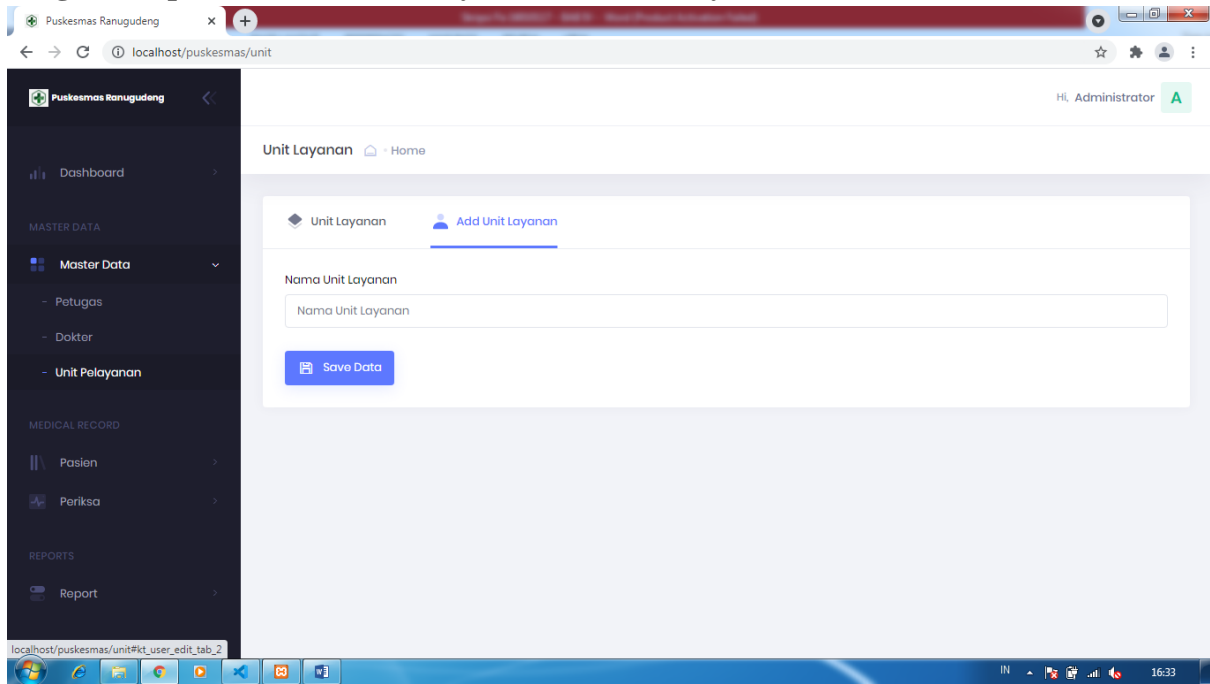 Puskesmas Ranugudeng
localhost/puskesmas/unit
Puskesmas Ranugudeng
Hi, Administrator A
Unit Layanan - Home
Dashboard
MASTER DATA
Unit Layanan Add Unit Layanan
Master Data
Nama Unit Layanan
- Petugas
Nama Unit Layanan
- Dokter
- Unit Pelayanan
Save Data
MEDICAL RECORD
Pasien
Periksa
REPORTS
Report
localhost/puskesmas/unit#kt_user_edit_tab_2
IN 16:33